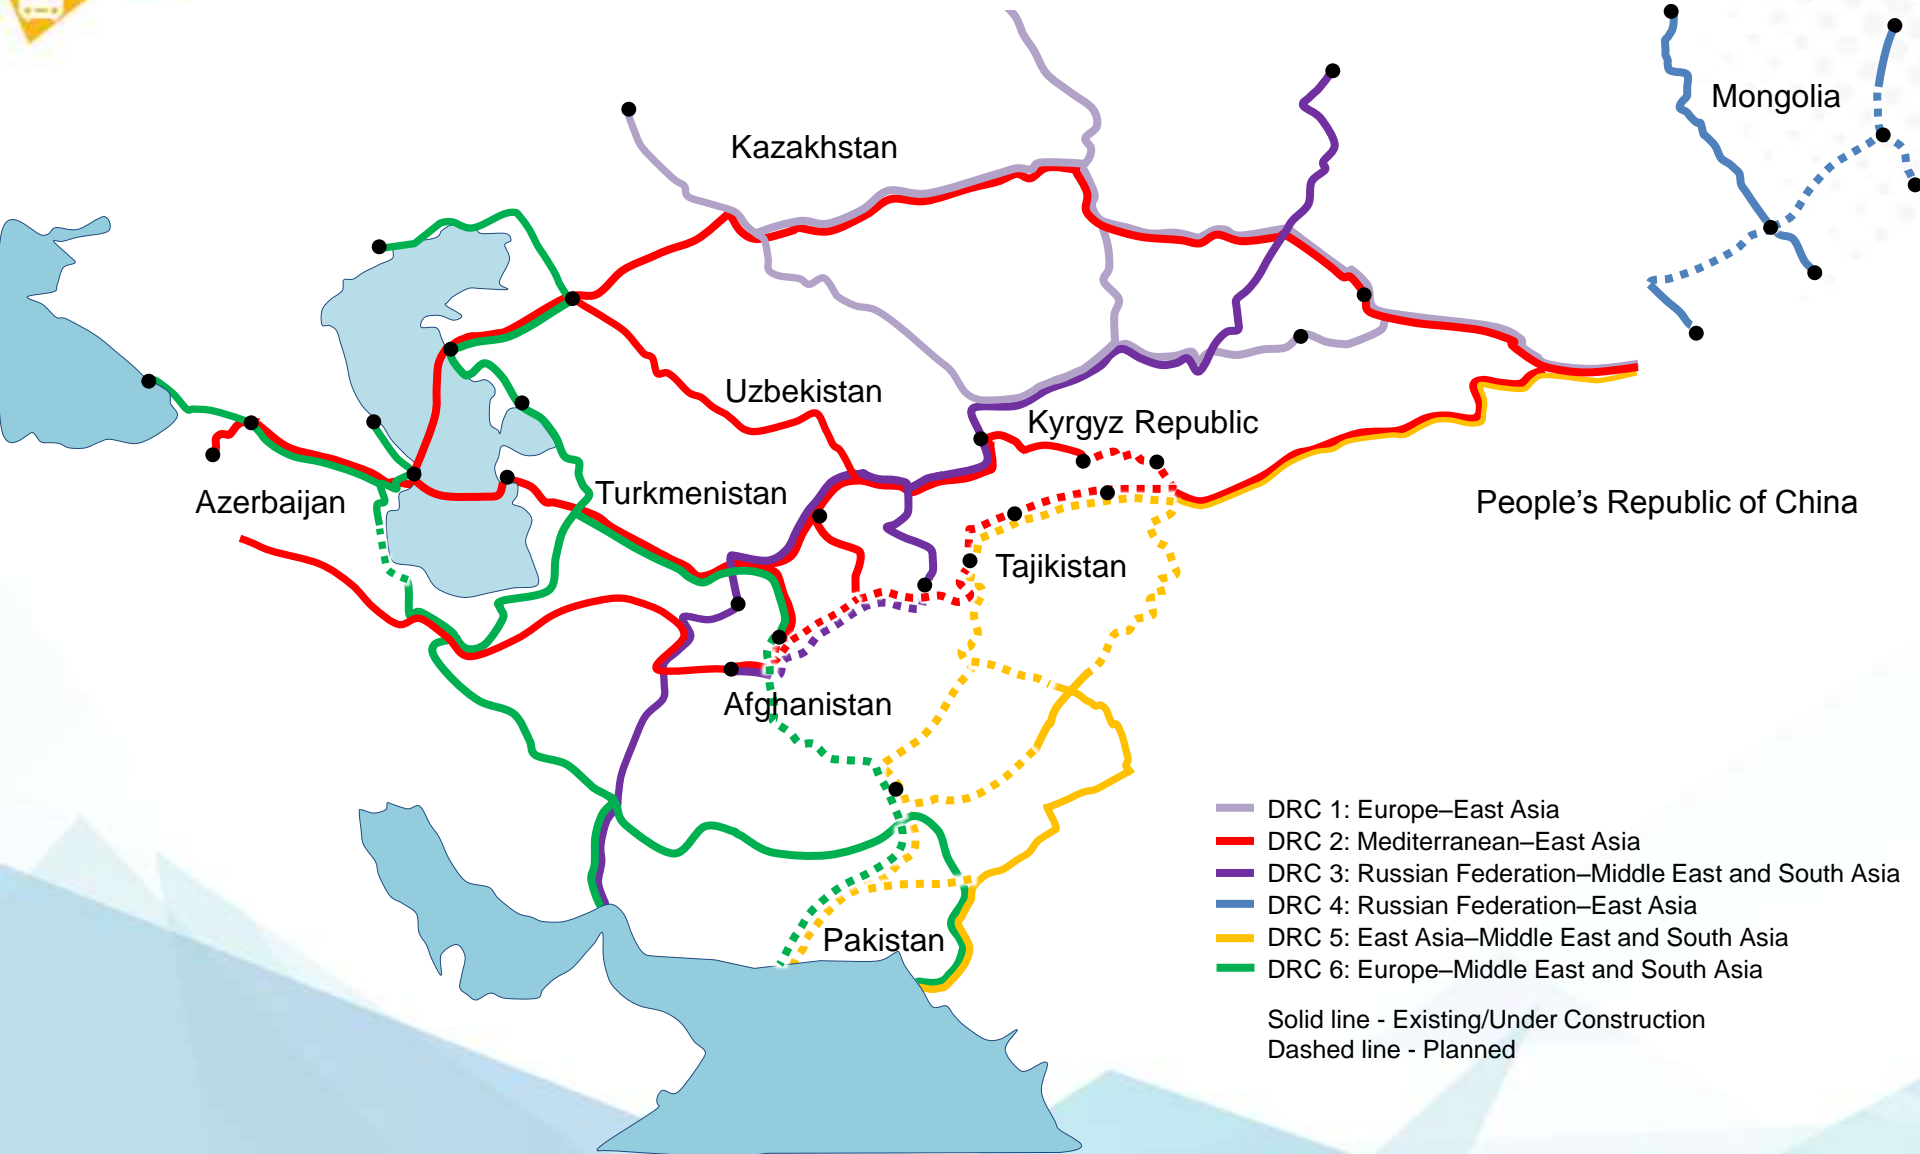 Mongolia
Kazakhstan
Uzbekistan
Kyrgyz Republic
Turkmenistan
Azerbaijan
People’s Republic of China
Tajikistan
Afghanistan
Pakistan
DRC 1: Europe–East Asia
DRC 2: Mediterranean–East Asia
DRC 3: Russian Federation–Middle East and South Asia
DRC 4: Russian Federation–East Asia
DRC 5: East Asia–Middle East and South Asia
DRC 6: Europe–Middle East and South Asia
Solid line - Existing/Under Construction
Dashed line - Planned